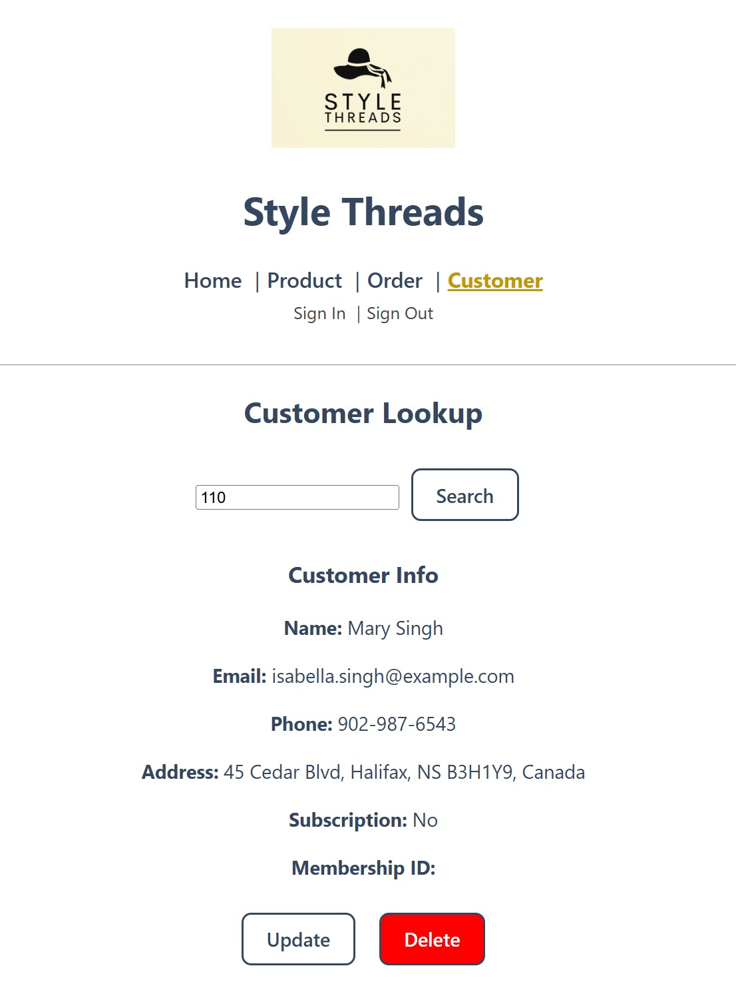 STYLE
THREADS
Style Threads
Home | Product | Order | Customer
Sign In | Sign Out
Customer Lookup
110 Search
Customer Info
Name: Mary Singh
Email: isabella.singh@example.com
Phone: 902-987-6543
Address: 45 Cedar Blvd, Halifax, NS B3H1Y9, Canada
Subscription: No
Membership ID:
Update Delete